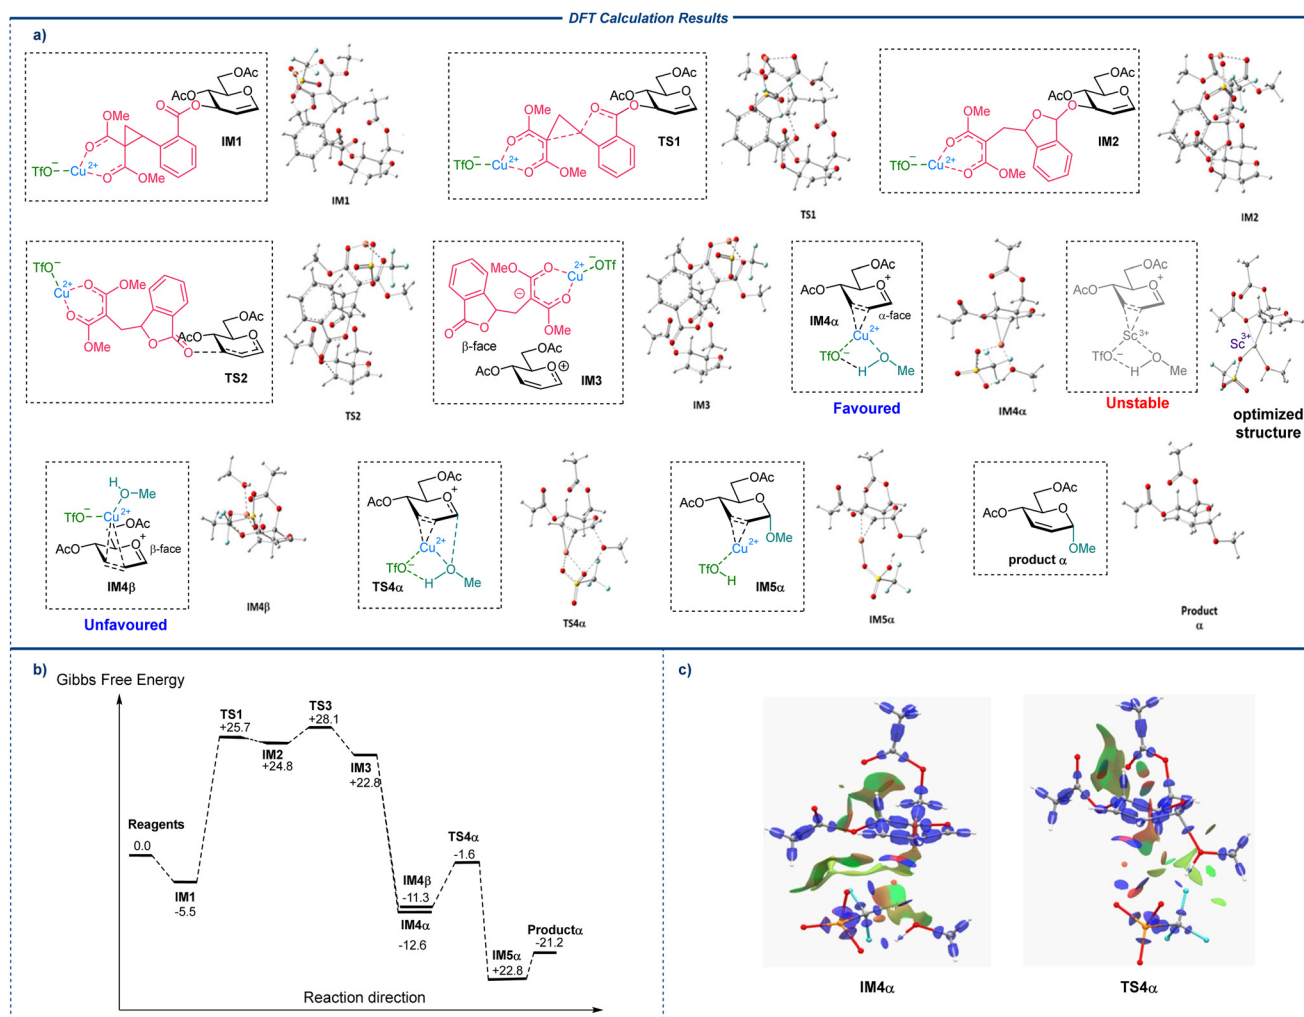 DFT Calculation Results
a)
OMe
O
TfO−
Cu
2+
O
OMe
O
O
AcO
OAc
O
IM1
IM1
OMe
O
TfO−
Cu
2+
O
OMe
O
O
AcO
OAc
O
TS1
TS1
OMe
O
TfO−
Cu
2+
O
OMe
O
O
AcO
OAc
O
IM2
IM2
TfO−
Cu
2+
O
OMe
O
OMe
O
O
AcO
OAc
O
TS2
TS2
MeO
O
2+
Cu
−
OTf
O
OMe
⊖
O
O
β-face
OAc
AcO
O
⊕
IM3
IM3
OAc
+
O
AcO
α-face
IM4α
Cu
2+
TfO−
H
O
Me
Favoured
IM4α
OAc
+
O
AcO
Sc
3+
TfO−
H
O
Me
Unstable
Sc
3+
optimized
structure
H
O
Me
TfO−
Cu
2+
OAc
+
O
AcO
β-face
IM4β
Unfavoured
IM4β
OAc
+
O
AcO
Cu
2+
TfO−
H
O
Me
TS4α
TS4α
OAc
O
AcO
OMe
Cu
2+
TfO
H
IM5α
IM5α
OAc
O
AcO
OMe
product α
Product
α
b)
Gibbs Free Energy
TS1
+25.7
IM2
+24.8
TS3
+28.1
IM3
+22.8
Reagents
0.0
IM1
-5.5
IM4β
-11.3
IM4α
-12.6
TS4α
-1.6
IM5α
+22.8
Productα
-21.2
Reaction direction
c)
IM4α
TS4α